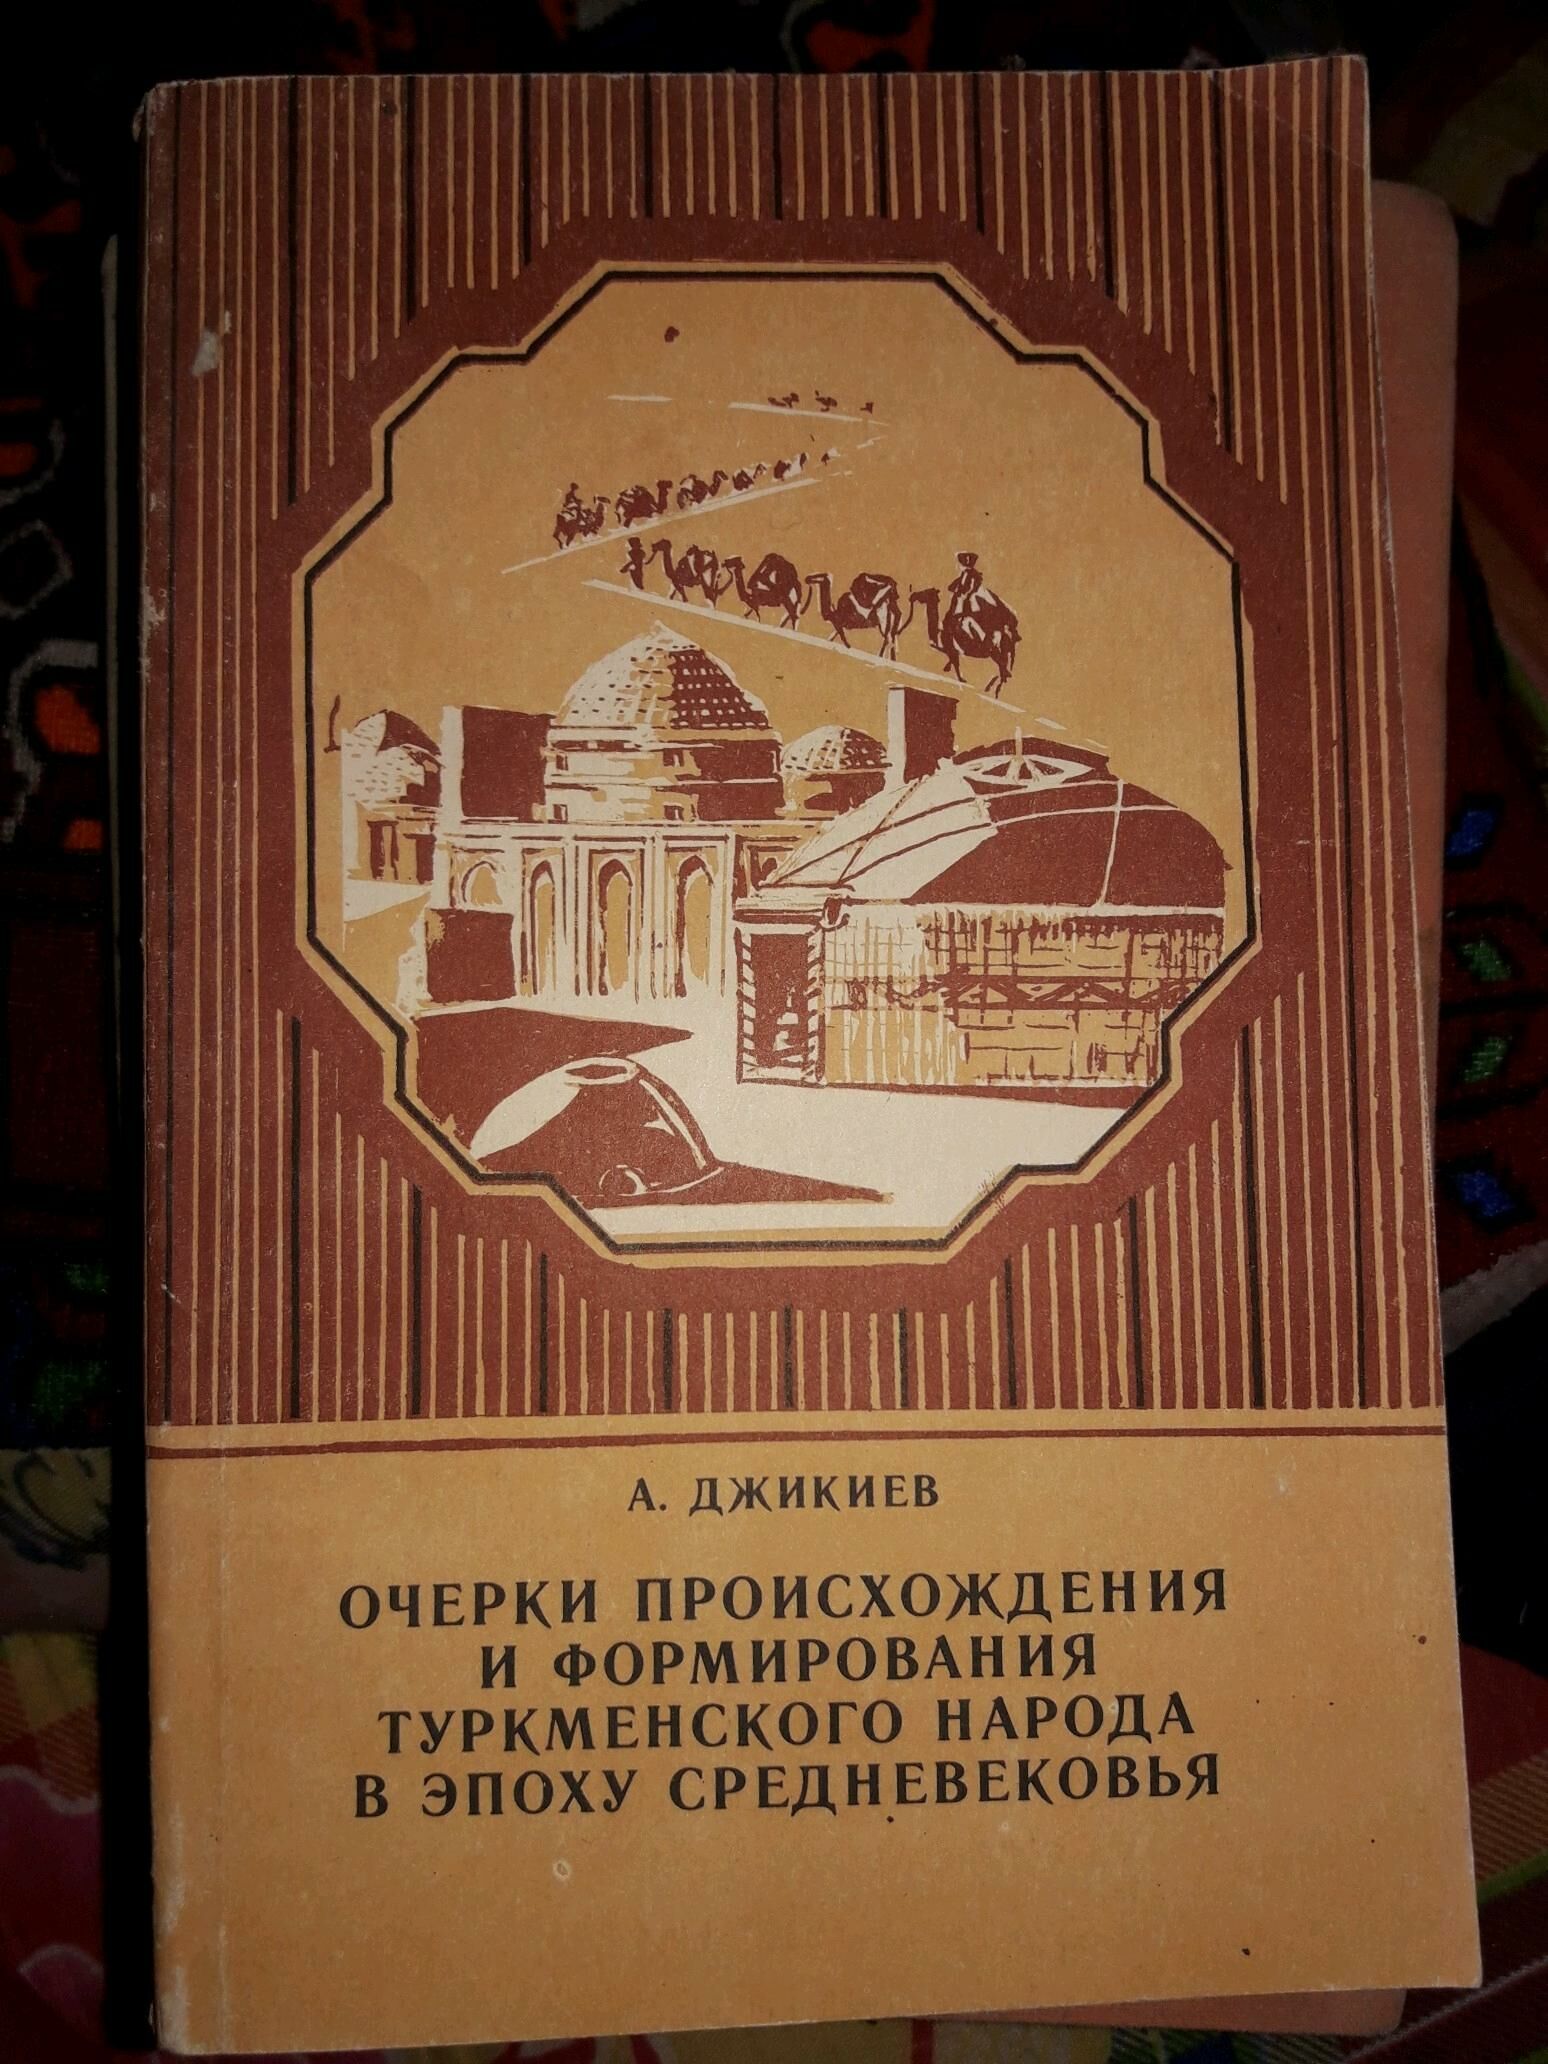 А. ДЖИКИЕВ
ОЧЕРКИ ПРОИСХОЖДЕНИЯ
И ФОРМИРОВАНИЯ
ТУРКМЕНСКОГО НАРОДА
В ЭПОХУ СРЕДНЕВЕКОВЬЯ